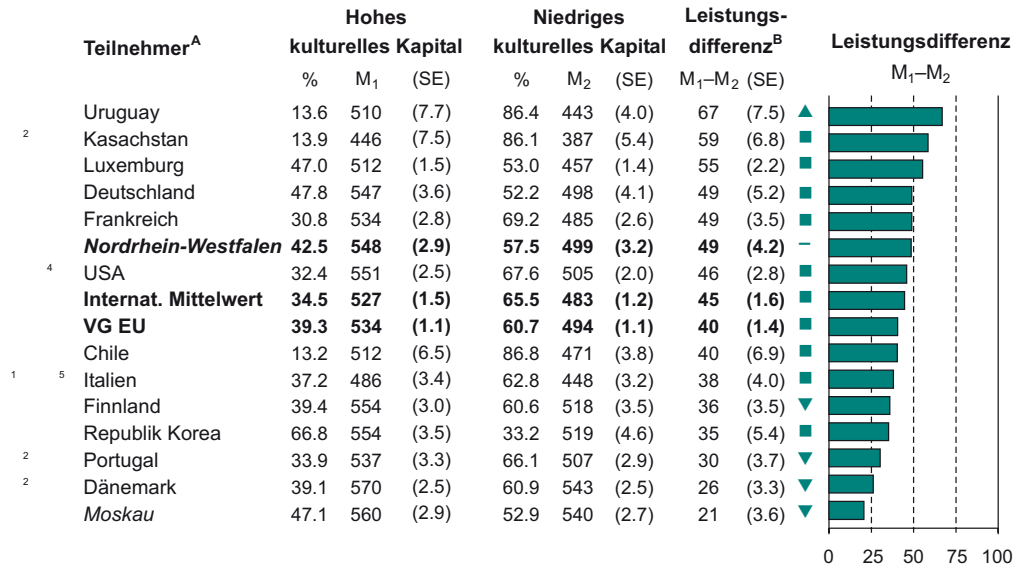 Hohes Niedriges Leistungs-
Teilnehmer^A kulturelles Kapital kulturelles Kapital differenz^B Leistungsdifferenz
% M₁ (SE) % M₂ (SE) M₁–M₂ (SE) M₁–M₂
Uruguay 13.6 510 (7.7) 86.4 443 (4.0) 67 (7.5) ▲
2 Kasachstan 13.9 446 (7.5) 86.1 387 (5.4) 59 (6.8) ■
Luxemburg 47.0 512 (1.5) 53.0 457 (1.4) 55 (2.2) ■
Deutschland 47.8 547 (3.6) 52.2 498 (4.1) 49 (5.2) ■
Frankreich 30.8 534 (2.8) 69.2 485 (2.6) 49 (3.5) ■
Nordrhein-Westfalen 42.5 548 (2.9) 57.5 499 (3.2) 49 (4.2) –
4 USA 32.4 551 (2.5) 67.6 505 (2.0) 46 (2.8) ■
Internat. Mittelwert 34.5 527 (1.5) 65.5 483 (1.2) 45 (1.6) ■
VG EU 39.3 534 (1.1) 60.7 494 (1.1) 40 (1.4) ■
Chile 13.2 512 (6.5) 86.8 471 (3.8) 40 (6.9) ■
1 5 Italien 37.2 486 (3.4) 62.8 448 (3.2) 38 (4.0) ■
Finnland 39.4 554 (3.0) 60.6 518 (3.5) 36 (3.5) ▼
Republik Korea 66.8 554 (3.5) 33.2 519 (4.6) 35 (5.4) ■
2 Portugal 33.9 537 (3.3) 66.1 507 (2.9) 30 (3.7) ▼
2 Dänemark 39.1 570 (2.5) 60.9 543 (2.5) 26 (3.3) ▼
Moskau 47.1 560 (2.9) 52.9 540 (2.7) 21 (3.6) ▼
0 25 50 75 100